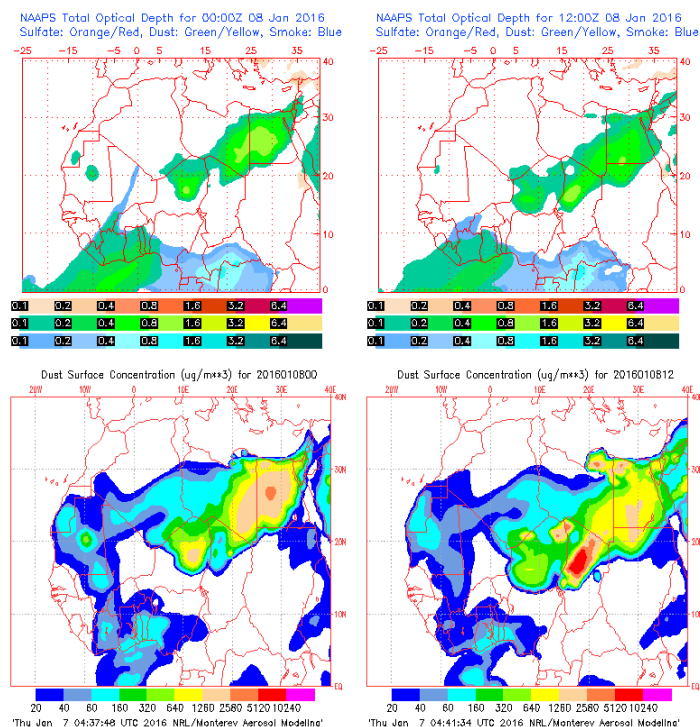 NAAPS Total Optical Depth for 00:00Z 08 Jan 2016
Sulfate: Orange/Red, Dust: Green/Yellow, Smoke: Blue
-25 -15 -10 -5 0 5 10 15 20 25 30 35 40
40
30
20
10
0
0.1 0.2 0.4 0.8 1.6 3.2 6.4
0.1 0.2 0.4 0.8 1.6 3.2 6.4
0.1 0.2 0.4 0.8 1.6 3.2 6.4
NAAPS Total Optical Depth for 12:00Z 08 Jan 2016
Sulfate: Orange/Red, Dust: Green/Yellow, Smoke: Blue
-25 -15 -10 -5 0 5 10 15 20 25 30 35
40
30
20
10
0
0.1 0.2 0.4 0.8 1.6 3.2 6.4
0.1 0.2 0.4 0.8 1.6 3.2 6.4
0.1 0.2 0.4 0.8 1.6 3.2 6.4
Dust Surface Concentration (ug/m**3) for 2016010800
20W 10W 0 10E 20E 30E 40E
40N
30N
20N
10N
EQ
20 40 80 160 320 640 1280 2580 5120 10240
'Thu Jan 7 04:37:48 UTC 2016 NRL/Monterey Aerosol Modeling'
Dust Surface Concentration (ug/m**3) for 2016010812
20W 10W 0 10E 20E 30E 40E
40N
30N
20N
10N
EQ
20 40 80 160 320 640 1280 2580 5120 10240
'Thu Jan 7 04:41:34 UTC 2016 NRL/Monterey Aerosol Modeling'